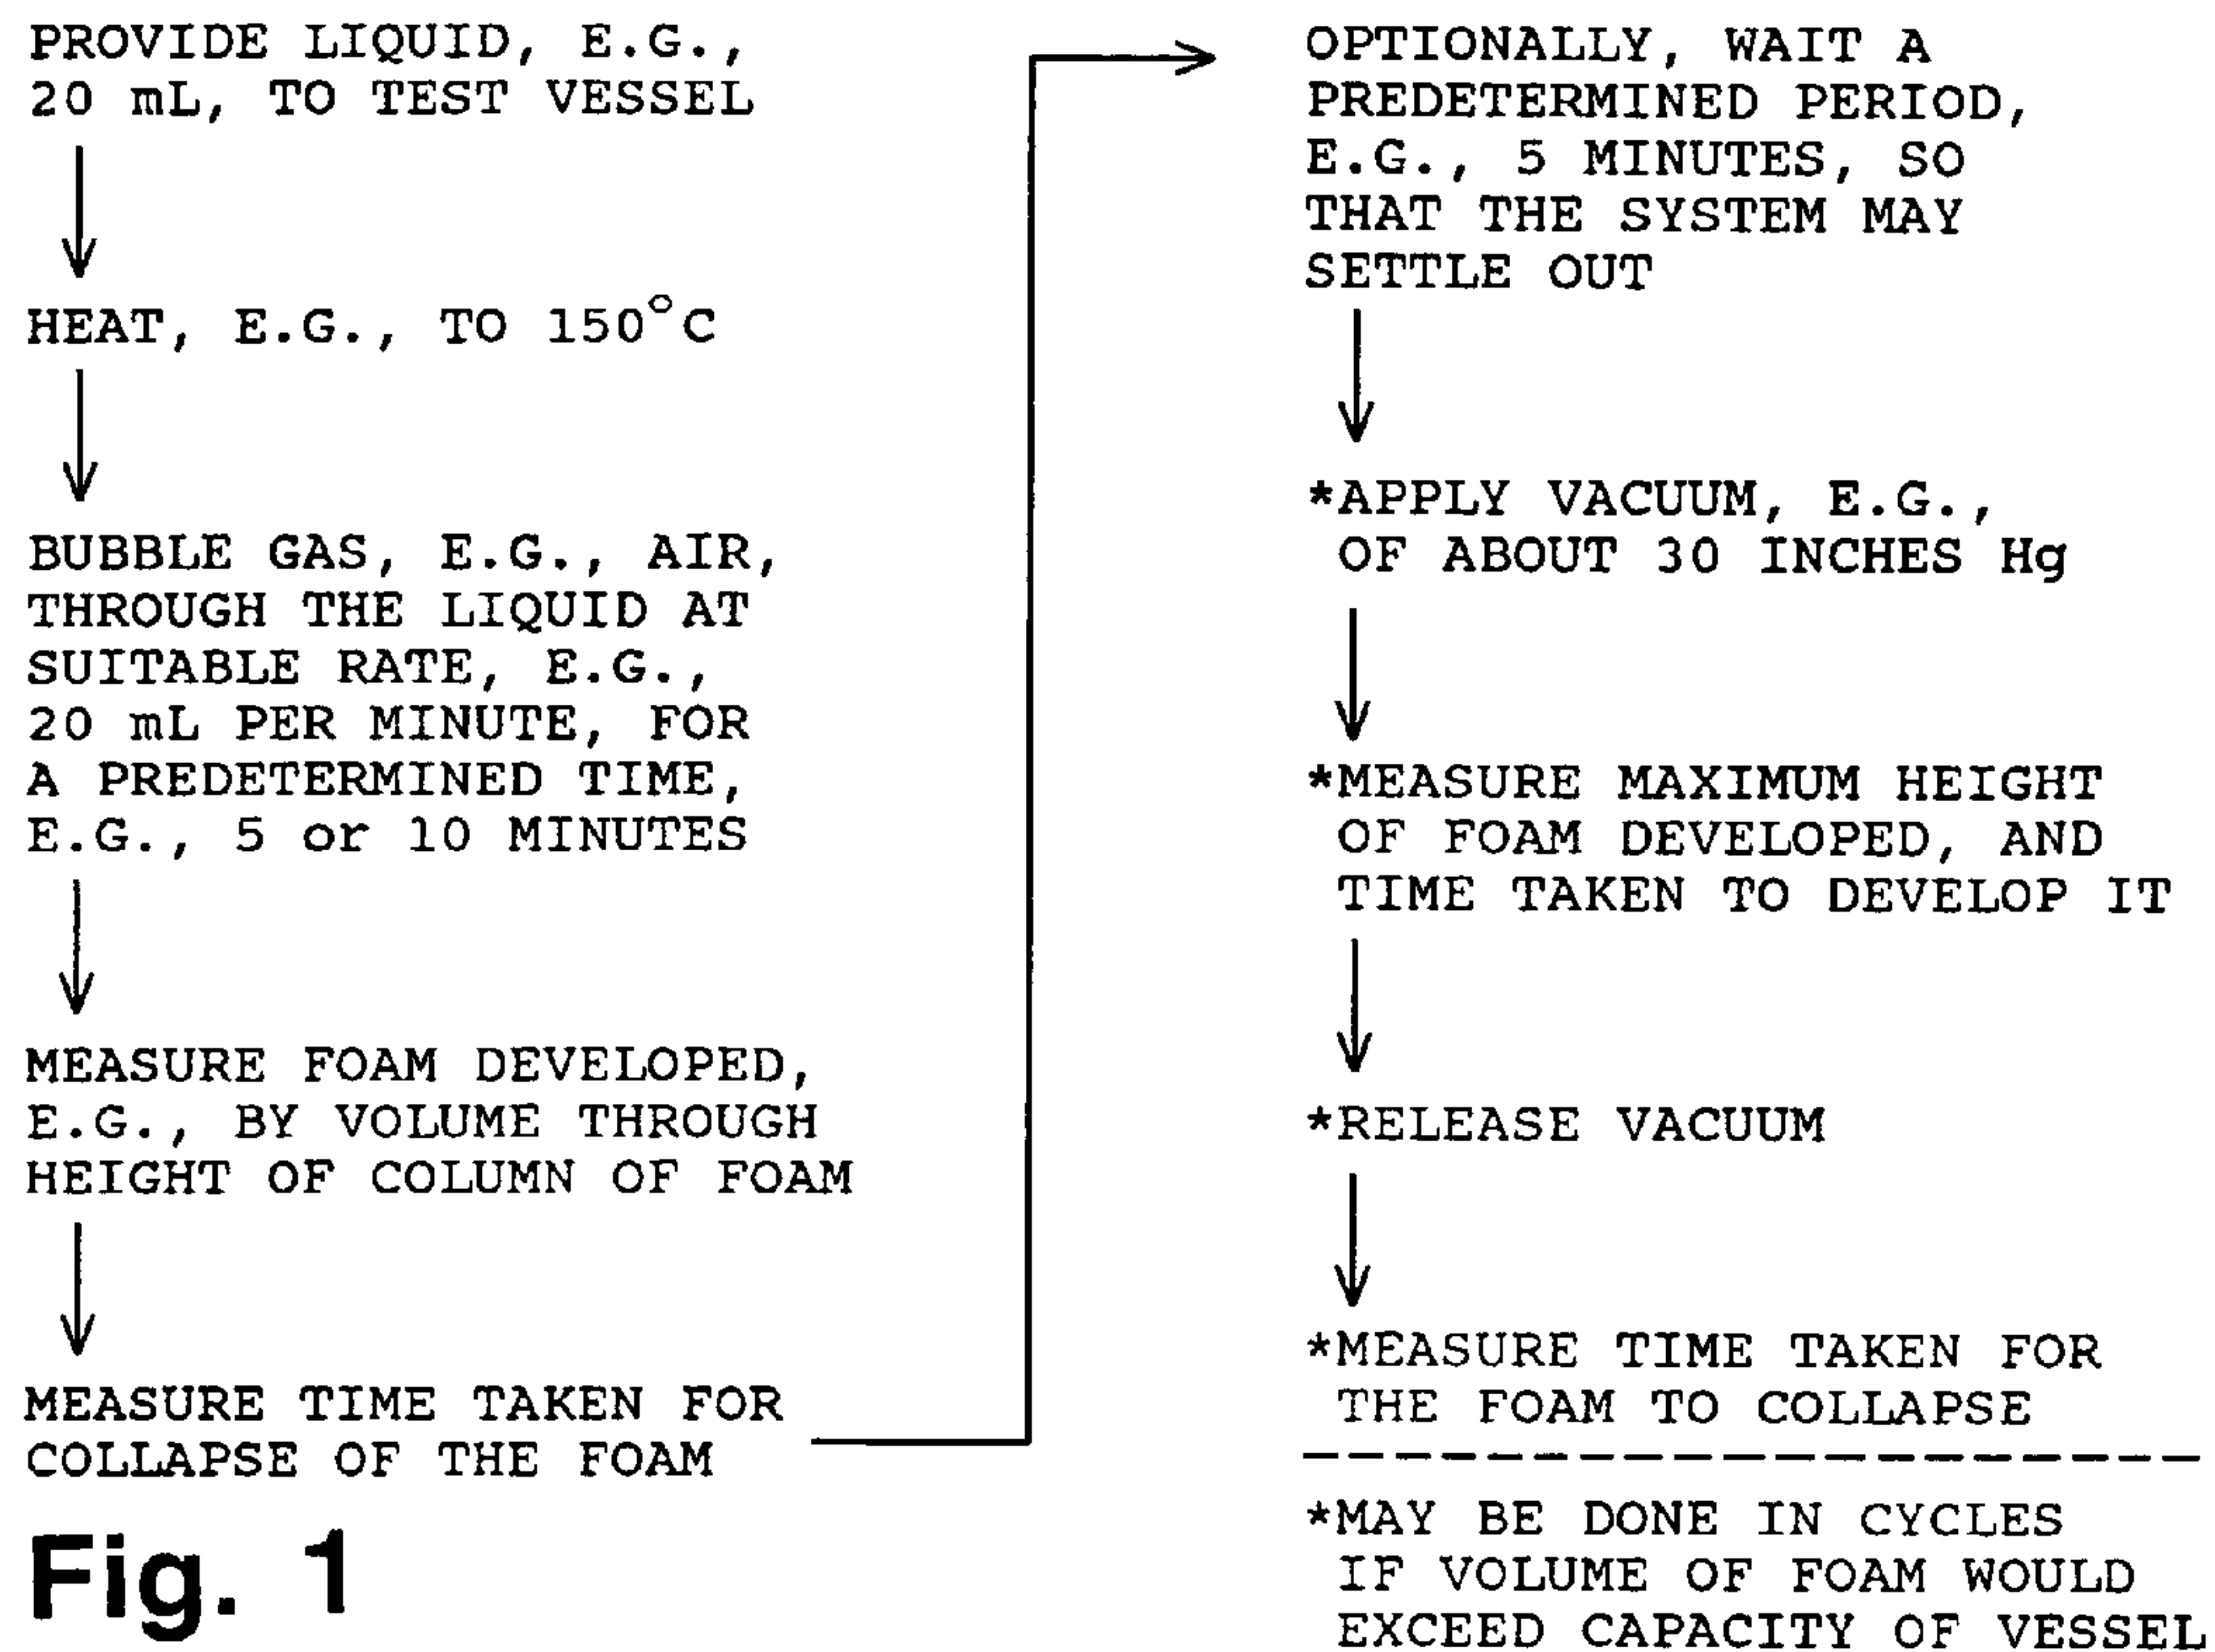 PROVIDE LIQUID, E.G.,
20 mL, TO TEST VESSEL
HEAT, E.G., TO 150°C
BUBBLE GAS, E.G., AIR,
THROUGH THE LIQUID AT
SUITABLE RATE, E.G.,
20 mL PER MINUTE, FOR
A PREDETERMINED TIME,
E.G., 5 or 10 MINUTES
MEASURE FOAM DEVELOPED,
E.G., BY VOLUME THROUGH
HEIGHT OF COLUMN OF FOAM
MEASURE TIME TAKEN FOR
COLLAPSE OF THE FOAM
OPTIONALLY, WAIT A
PREDETERMINED PERIOD,
E.G., 5 MINUTES, SO
THAT THE SYSTEM MAY
SETTLE OUT
*APPLY VACUUM, E.G.,
OF ABOUT 30 INCHES Hg
*MEASURE MAXIMUM HEIGHT
OF FOAM DEVELOPED, AND
TIME TAKEN TO DEVELOP IT
*RELEASE VACUUM
*MEASURE TIME TAKEN FOR
THE FOAM TO COLLAPSE
*MAY BE DONE IN CYCLES
IF VOLUME OF FOAM WOULD
EXCEED CAPACITY OF VESSEL
Fig. 1